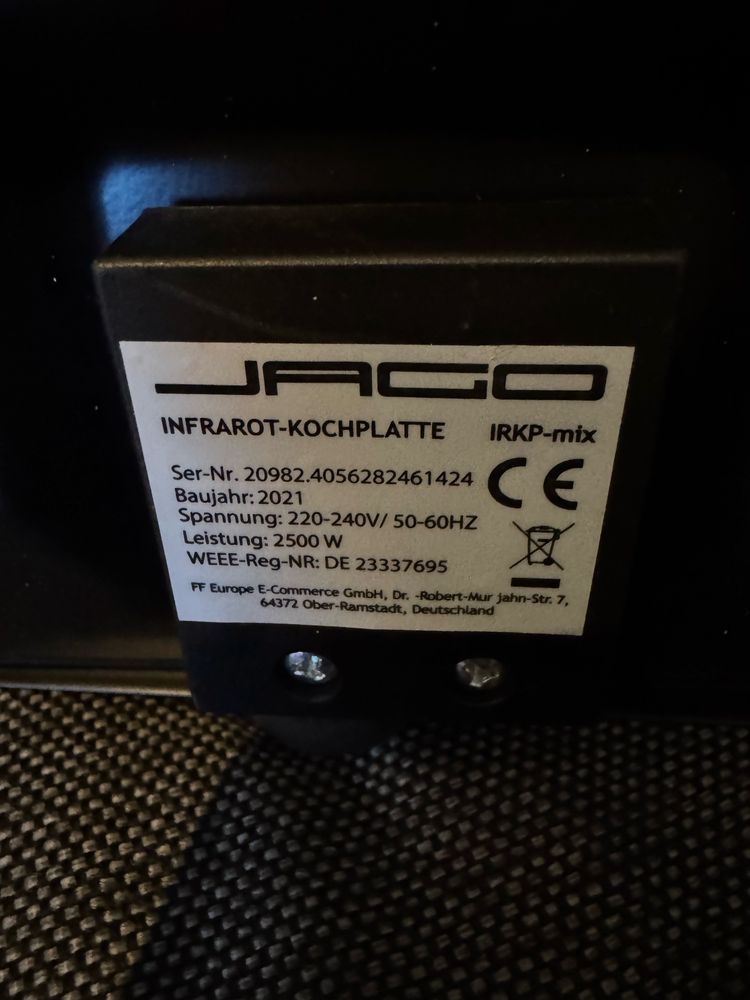 JAGO
INFRAROT-KOCHPLATTE IRKP-mix
Ser-Nr. 20982.4056282461424
Baujahr: 2021
Spannung: 220-240V/ 50-60HZ
Leistung: 2500 W
WEEE-Reg-NR: DE 23337695
CE
FF Europe E-Commerce GmbH, Dr. -Robert-Mur jahn-Str. 7,
64372 Ober-Ramstadt, Deutschland